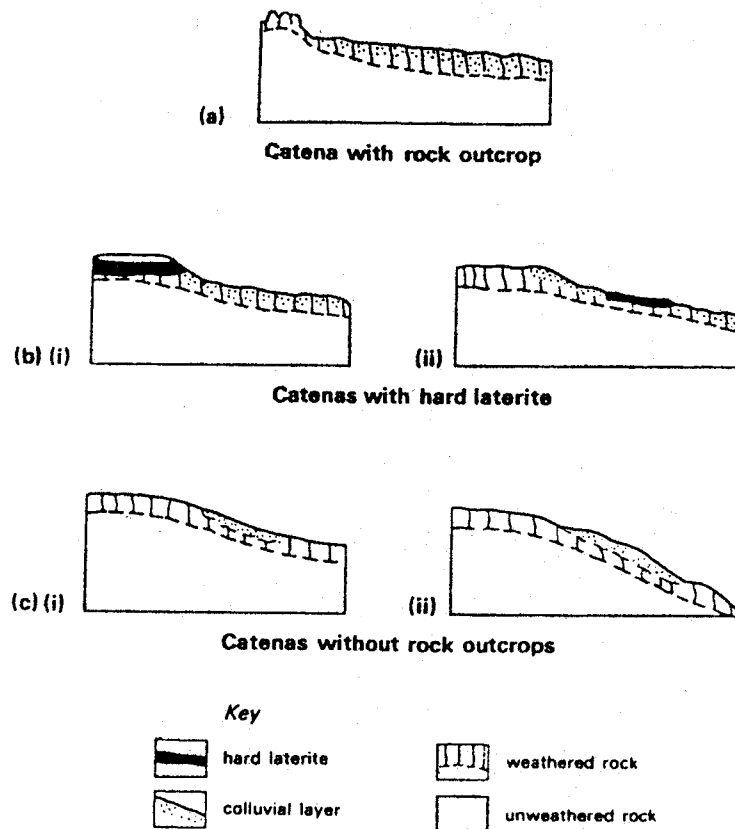 (a)
Catena with rock outcrop
(b) (i)
(ii)
Catenas with hard laterite
(c) (i)
(ii)
Catenas without rock outcrops
Key
hard laterite
weathered rock
colluvial layer
unweathered rock